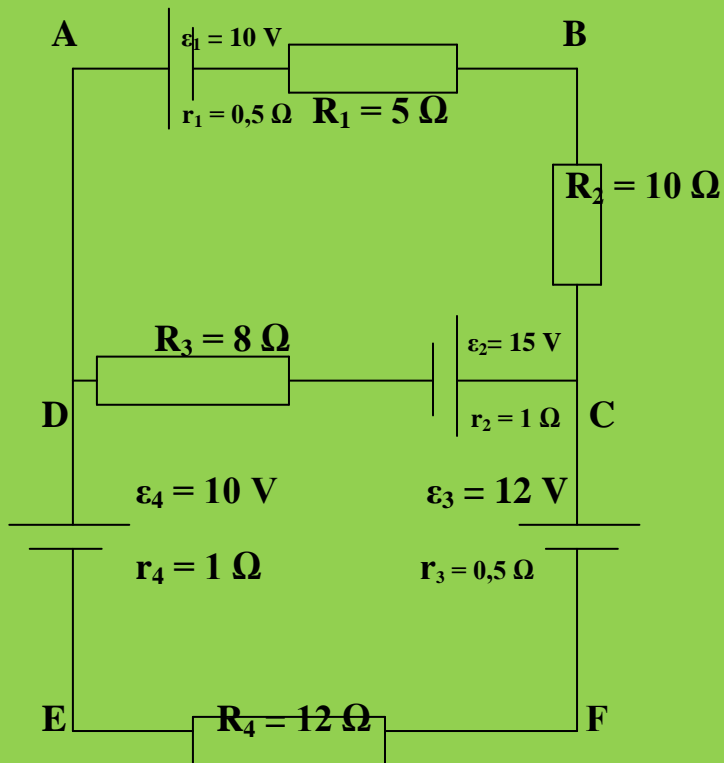 A
ε₁ = 10 V
B
r₁ = 0,5 Ω
R₁ = 5 Ω
R₂ = 10 Ω
R₃ = 8 Ω
ε₂= 15 V
D
r₂ = 1 Ω
C
ε₄ = 10 V
ε₃ = 12 V
r₄ = 1 Ω
r₃ = 0,5 Ω
E
R₄ = 12 Ω
F